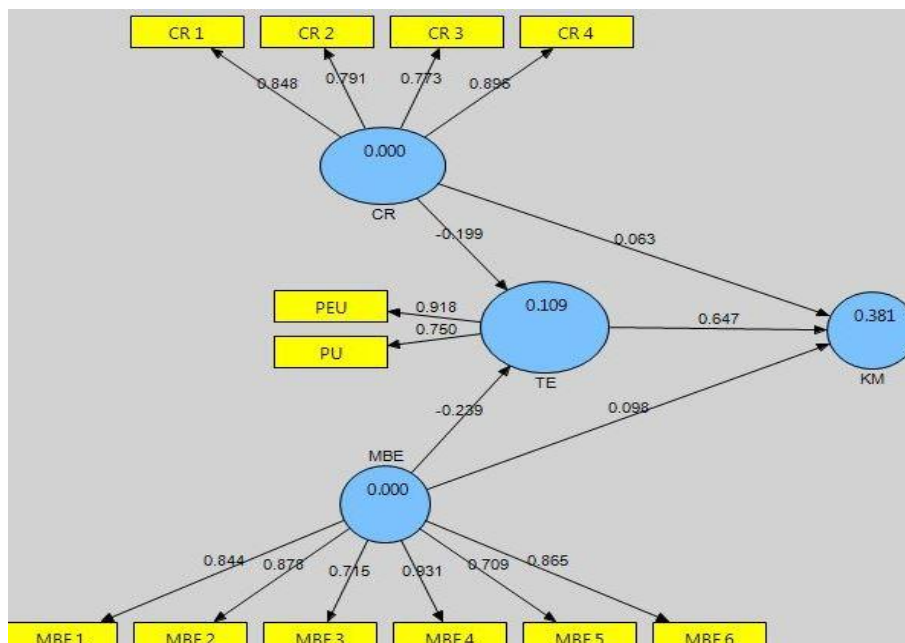 CR 1 CR 2 CR 3 CR 4
0.848 0.791 0.773 0.896
0.000
CR
-0.199 0.063
PEU 0.918 0.109 0.647 0.381
PU 0.750
TE KM
-0.239 0.098
MBE
0.000
0.844 0.878 0.715 0.931 0.709 0.865
MBE 1 MBE 2 MBE 3 MBE 4 MBE 5 MBE 6